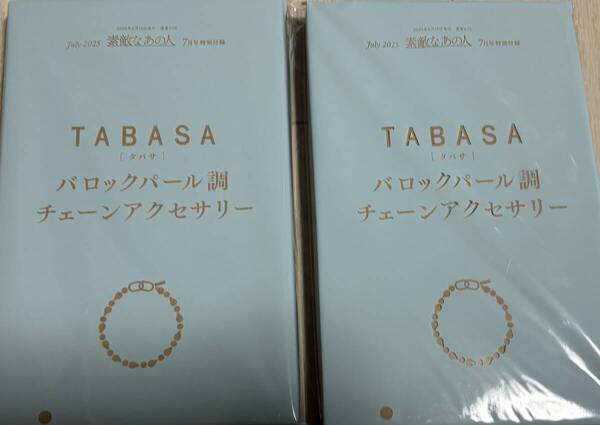 July 2025 素敵なあの人 7月号特別付録
TABASA
[タバサ]
バロックパール調
チェーンアクセサリー
July 2025 素敵なあの人 7月号特別付録
TABASA
[タバサ]
バロックパール調
チェーンアクセサリー